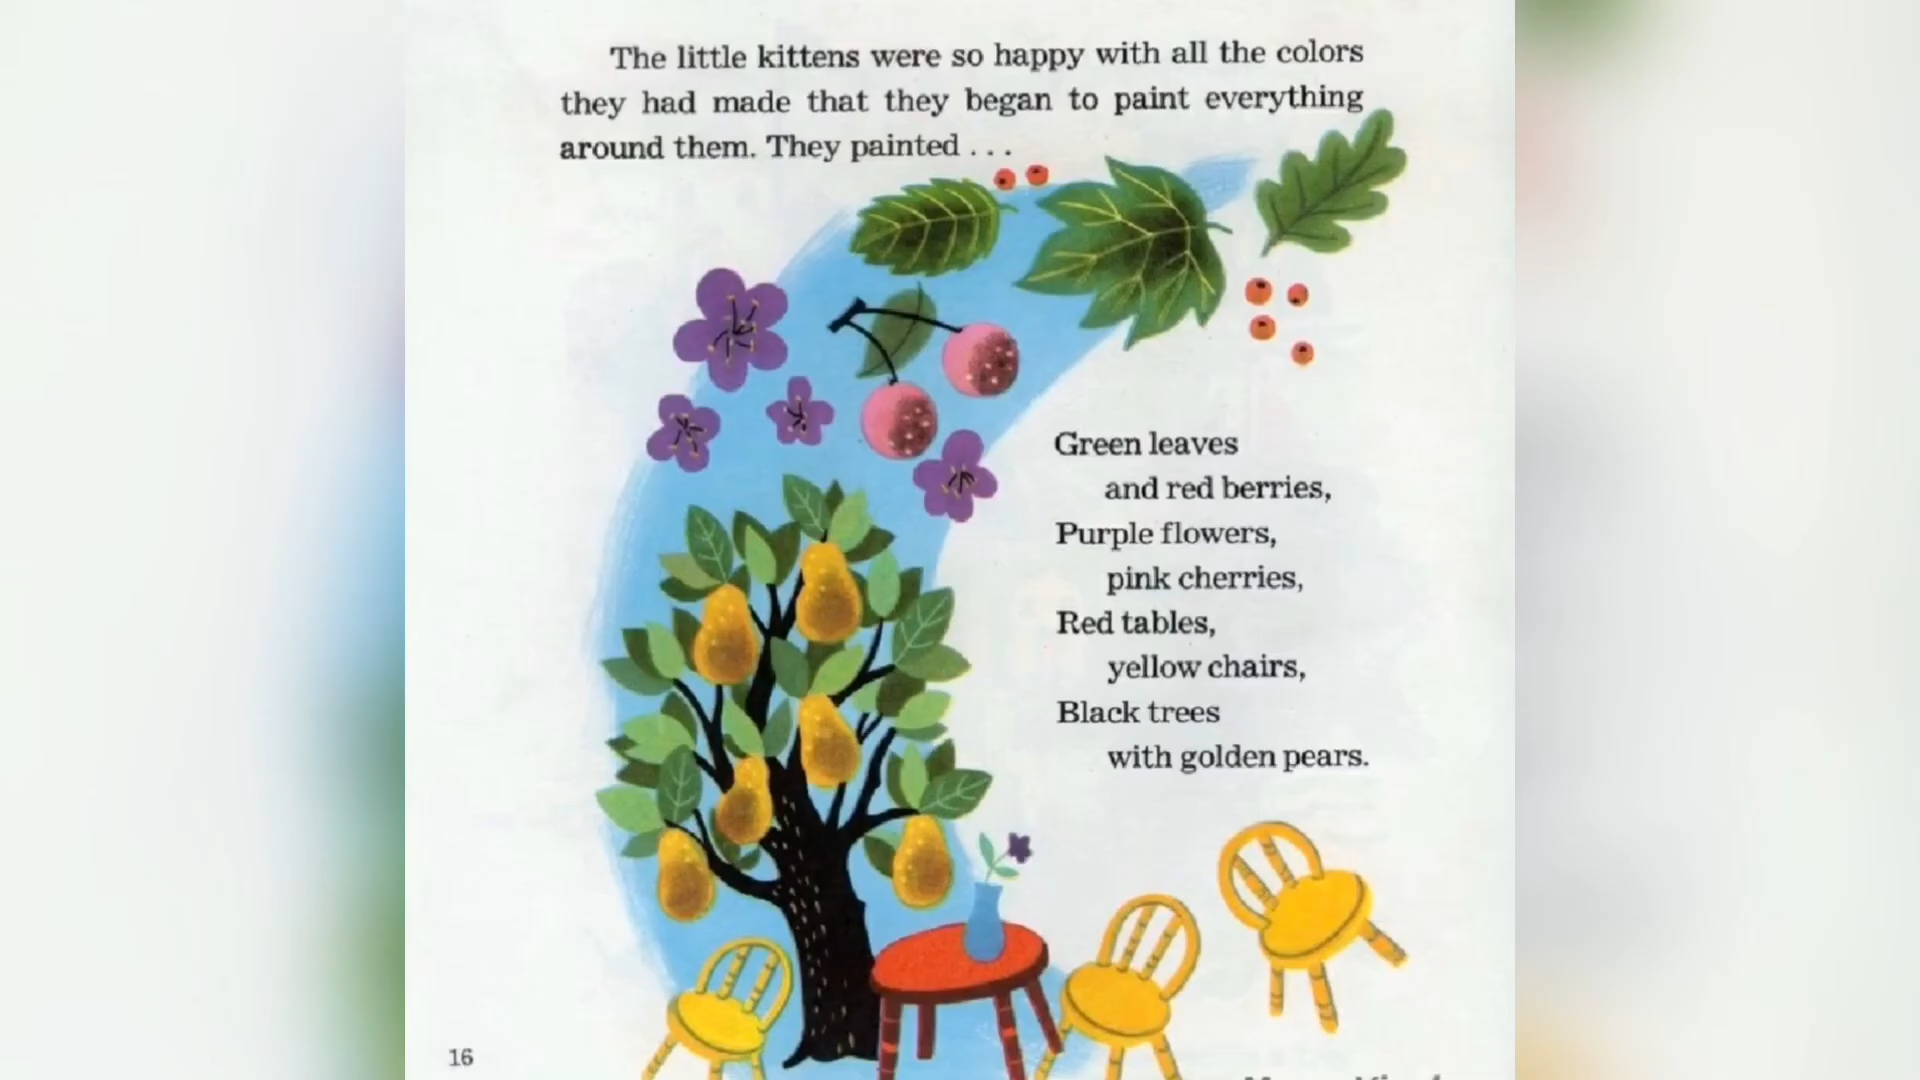 The little kittens were so happy with all the colors
they had made that they began to paint everything
around them. They painted . . .
Green leaves
and red berries,
Purple flowers,
pink cherries,
Red tables,
yellow chairs,
Black trees
with golden pears.
16